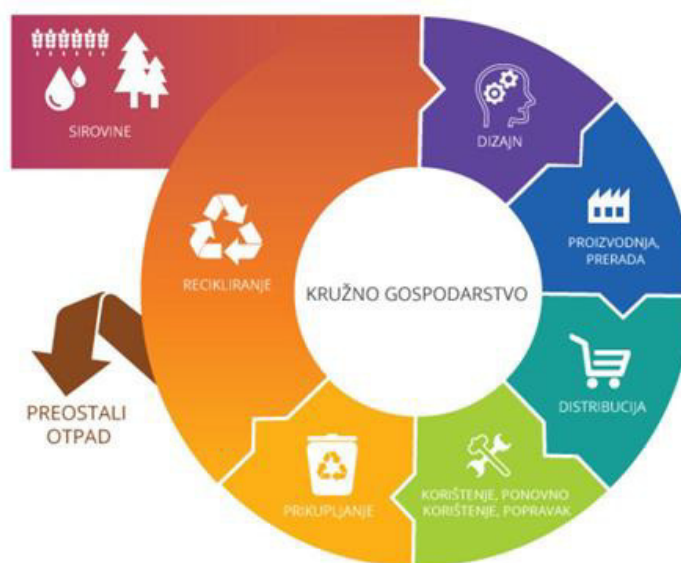 SIROVINE
DIZAJN
PROIZVODNJA,
PRERADA
DISTRIBUCIJA
KORIŠTENJE, PONOVNO
KORIŠTENJE, POPRAVAK
PRIKUPLJANJE
RECIKLIRANJE
PREOSTALI
OTPAD
KRUŽNO GOSPODARSTVO